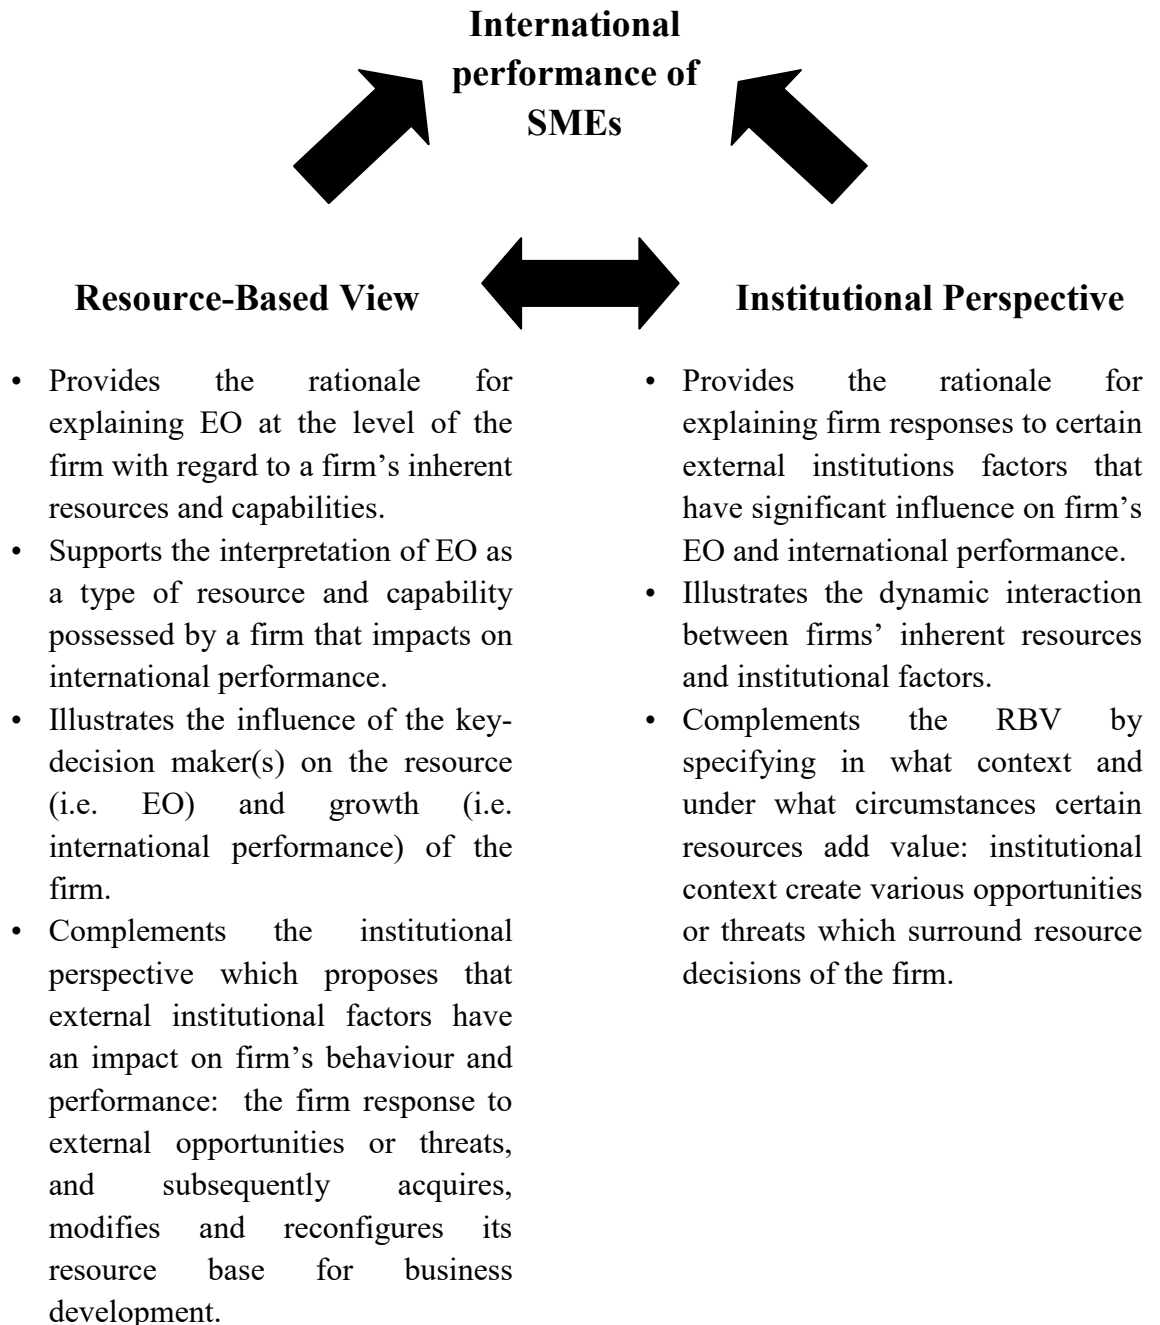 International
performance of
SMEs
Resource-Based View
Institutional Perspective
• Provides the rationale for
explaining EO at the level of the
firm with regard to a firm’s inherent
resources and capabilities.
• Supports the interpretation of EO as
a type of resource and capability
possessed by a firm that impacts on
international performance.
• Illustrates the influence of the key-
decision maker(s) on the resource
(i.e. EO) and growth (i.e.
international performance) of the
firm.
• Complements the institutional
perspective which proposes that
external institutional factors have
an impact on firm’s behaviour and
performance: the firm response to
external opportunities or threats,
and subsequently acquires,
modifies and reconfigures its
resource base for business
development.
• Provides the rationale for
explaining firm responses to certain
external institutions factors that
have significant influence on firm’s
EO and international performance.
• Illustrates the dynamic interaction
between firms’ inherent resources
and institutional factors.
• Complements the RBV by
specifying in what context and
under what circumstances certain
resources add value: institutional
context create various opportunities
or threats which surround resource
decisions of the firm.